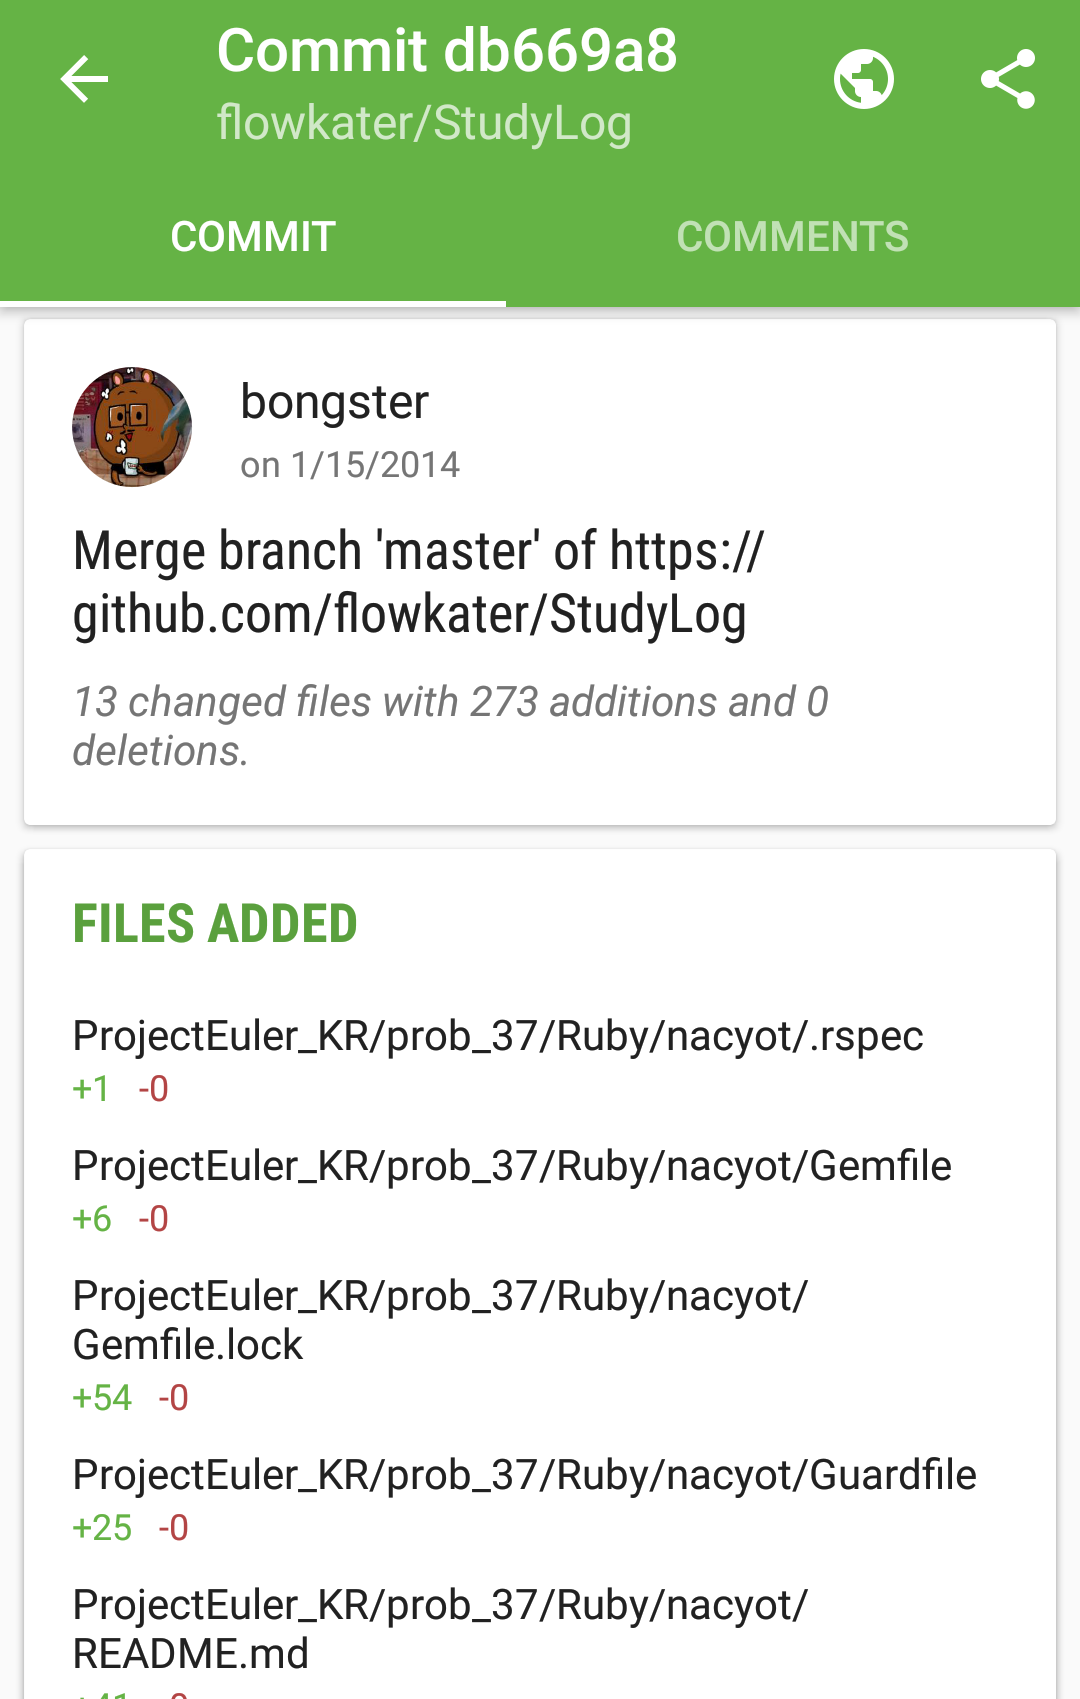 Commit db669a8
flowkater/StudyLog
COMMIT
COMMENTS
bongster
on 1/15/2014
Merge branch 'master' of https://
github.com/flowkater/StudyLog
13 changed files with 273 additions and 0
deletions.
FILES ADDED
ProjectEuler_KR/prob_37/Ruby/nacyot/.rspec
+1 -0
ProjectEuler_KR/prob_37/Ruby/nacyot/Gemfile
+6 -0
ProjectEuler_KR/prob_37/Ruby/nacyot/
Gemfile.lock
+54 -0
ProjectEuler_KR/prob_37/Ruby/nacyot/Guardfile
+25 -0
ProjectEuler_KR/prob_37/Ruby/nacyot/
README.md